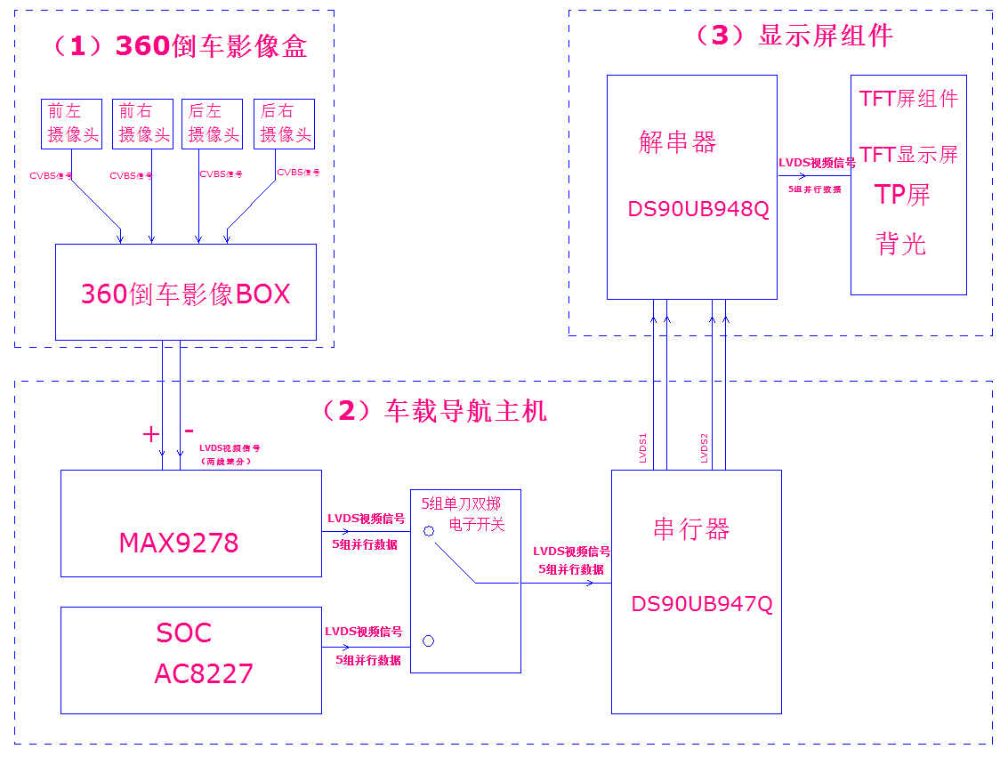 （1）360倒车影像盒
前左
摄像头
前右
摄像头
后左
摄像头
后右
摄像头
CVBS信号
CVBS信号
CVBS信号
CVBS信号
360倒车影像BOX
（3）显示屏组件
解串器
DS90UB948Q
LVDS视频信号
5组并行数据
TFT屏组件
TFT显示屏
TP屏
背光
（2）车载导航主机
+
-
LVDS视频信号
（两线差分）
MAX9278
LVDS视频信号
5组并行数据
SOC
AC8227
LVDS视频信号
5组并行数据
5组单刀双掷
电子开关
LVDS视频信号
5组并行数据
LVDS1
LVDS2
串行器
DS90UB947Q